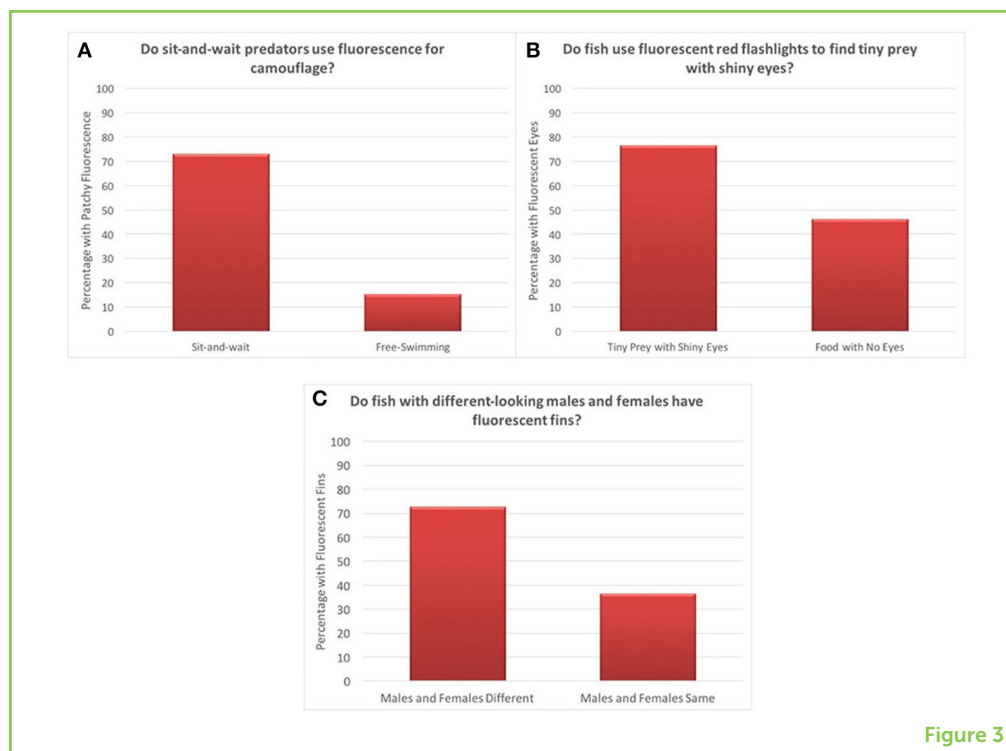 A
Do sit-and-wait predators use fluorescence for
camouflage?
Percentage with Patchy Fluorescence
100
90
80
70
60
50
40
30
20
10
0
Sit-and-wait
Free-Swimming
B
Do fish use fluorescent red flashlights to find tiny prey
with shiny eyes?
Percentage with Fluorescent Eyes
100
90
80
70
60
50
40
30
20
10
0
Tiny Prey with Shiny Eyes
Food with No Eyes
C
Do fish with different-looking males and females have
fluorescent fins?
Percentage with Fluorescent Fins
100
90
80
70
60
50
40
30
20
10
0
Males and Females Different
Males and Females Same
Figure 3